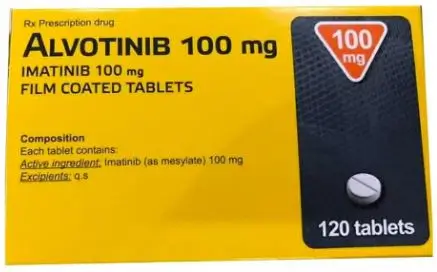 Rx Prescription drug
ALVOTINIB 100 mg
IMATINIB 100 mg
FILM COATED TABLETS
100
mg
Composition
Each tablet contains:
Active ingredient: Imatinib (as mesylate) 100 mg
Excipients: q.s
120 tablets